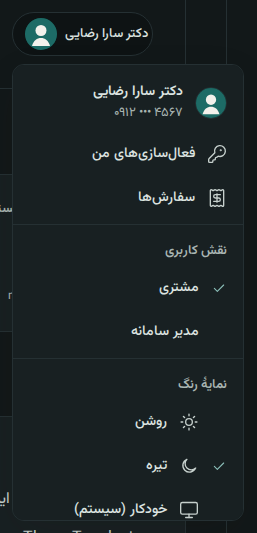 دکتر سارا رضایی
دکتر سارا رضایی
۰۹۱۲ ••• ۴۵۶۷
فعال‌سازی‌های من
سفارش‌ها
نقش کاربری
مشتری
مدیر سامانه
نمایهٔ رنگ
روشن
تیره
خودکار (سیستم)